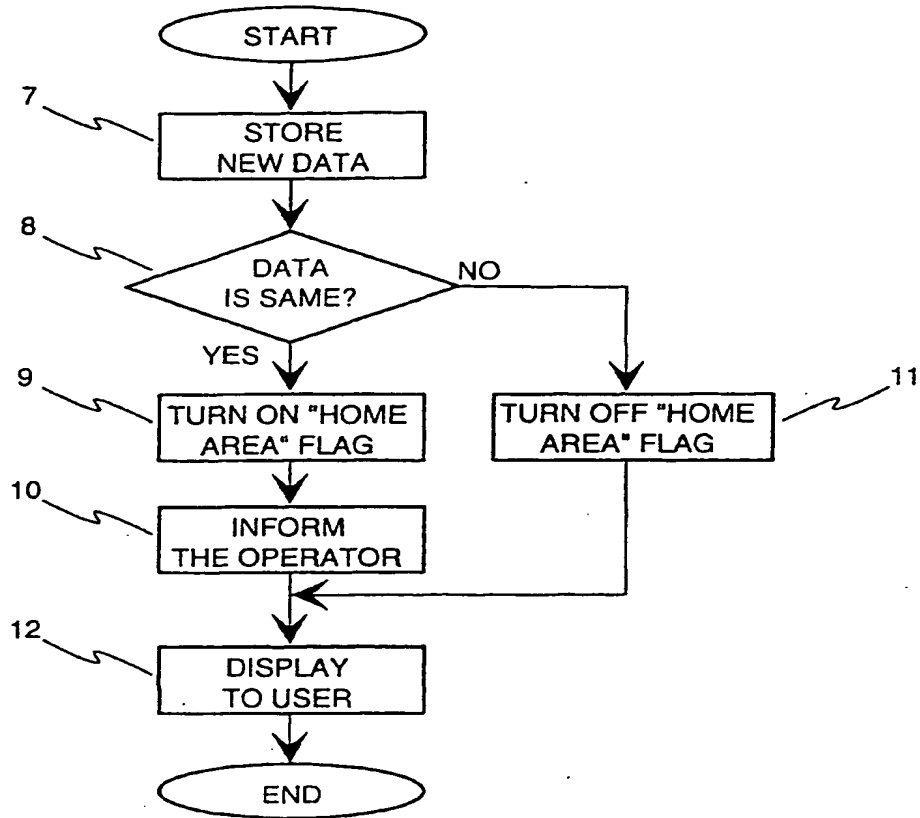 START
7
STORE
NEW DATA
8
DATA
IS SAME?
NO
YES
9
TURN ON "HOME
AREA" FLAG
11
TURN OFF "HOME
AREA" FLAG
10
INFORM
THE OPERATOR
12
DISPLAY
TO USER
END